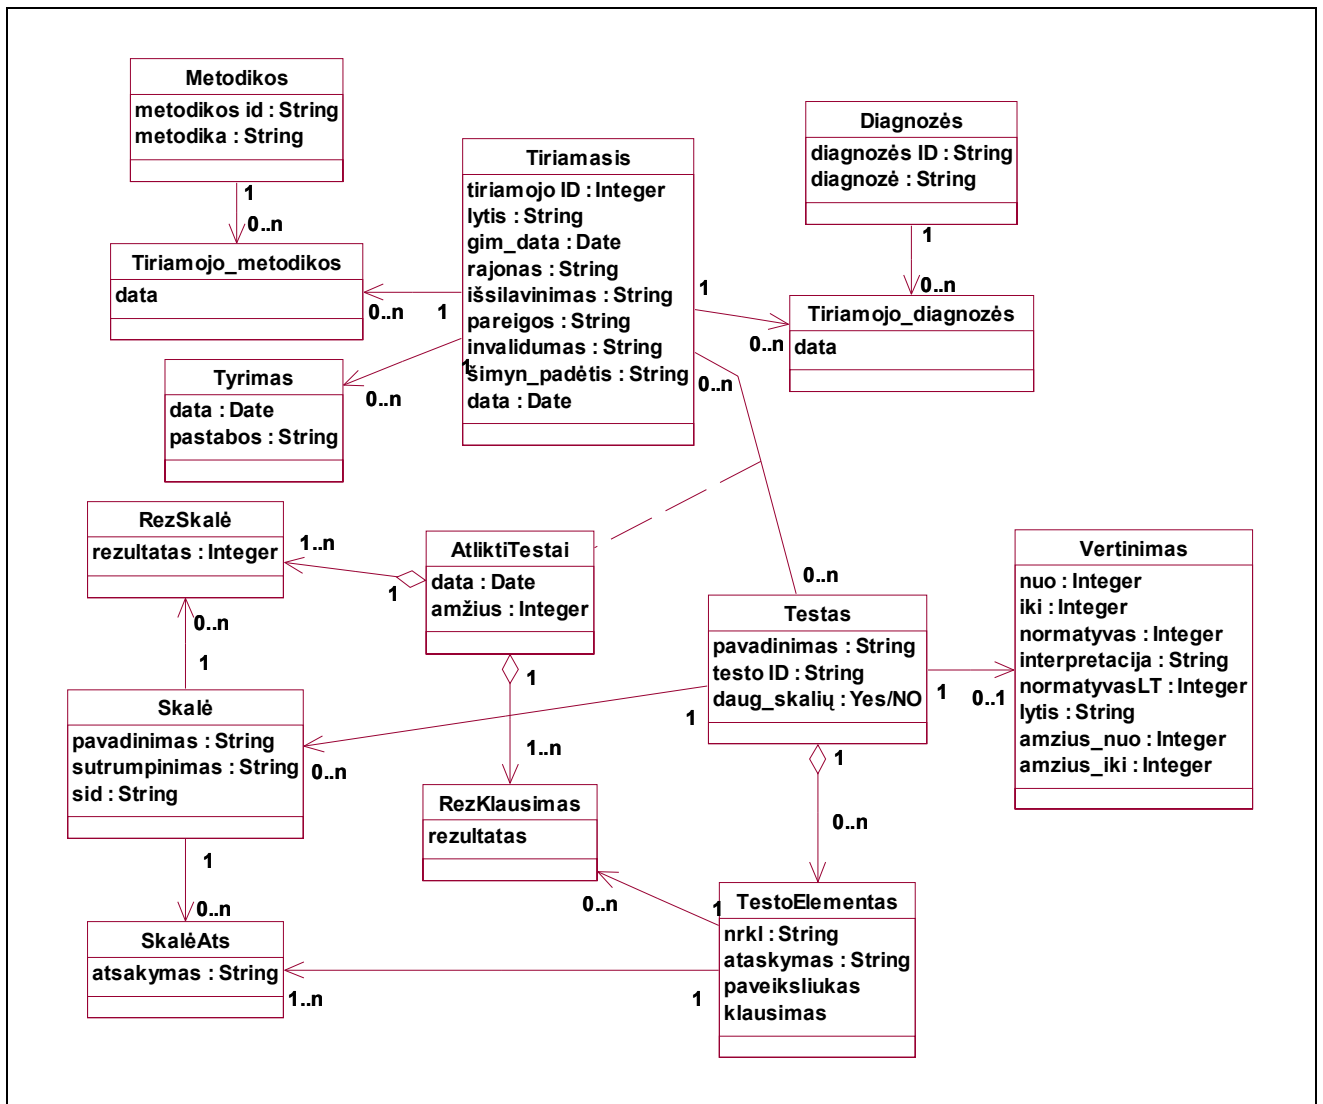 Metodikos
metodikos id : String
metodika : String
1
0..n
Tiriamojo_metodikos
data
0..n
1
Tiriamasis
tiriamojo ID : Integer
lytis : String
gim_data : Date
rajonas : String
išsilavinimas : String
pareigos : String
invalidumas : String
šimyn_padėtis : String
data : Date
Diagnozės
diagnozės ID : String
diagnozė : String
1
0..n
Tiriamojo_diagnozės
data
1
0..n
Tyrimas
data : Date
pastabos : String
1
0..n
0..n
0..n
RezSkalė
rezultatas : Integer
1..n
1
AtliktiTestai
data : Date
amžius : Integer
1
1..n
Testas
pavadinimas : String
testo ID : String
daug_skalių : Yes/NO
1
0..1
Vertinimas
nuo : Integer
iki : Integer
normatyvas : Integer
interpretacija : String
normatyvasLT : Integer
lytis : String
amzius_nuo : Integer
amzius_iki : Integer
0..n
1
Skalė
pavadinimas : String
sutrumpinimas : String
sid : String
0..n
1
1
0..n
RezKlausimas
rezultatas
1
0..n
0..n
1
SkalėAts
atsakymas : String
1..n
1
TestoElementas
nrkl : String
ataskymas : String
paveiksliukas
klausimas